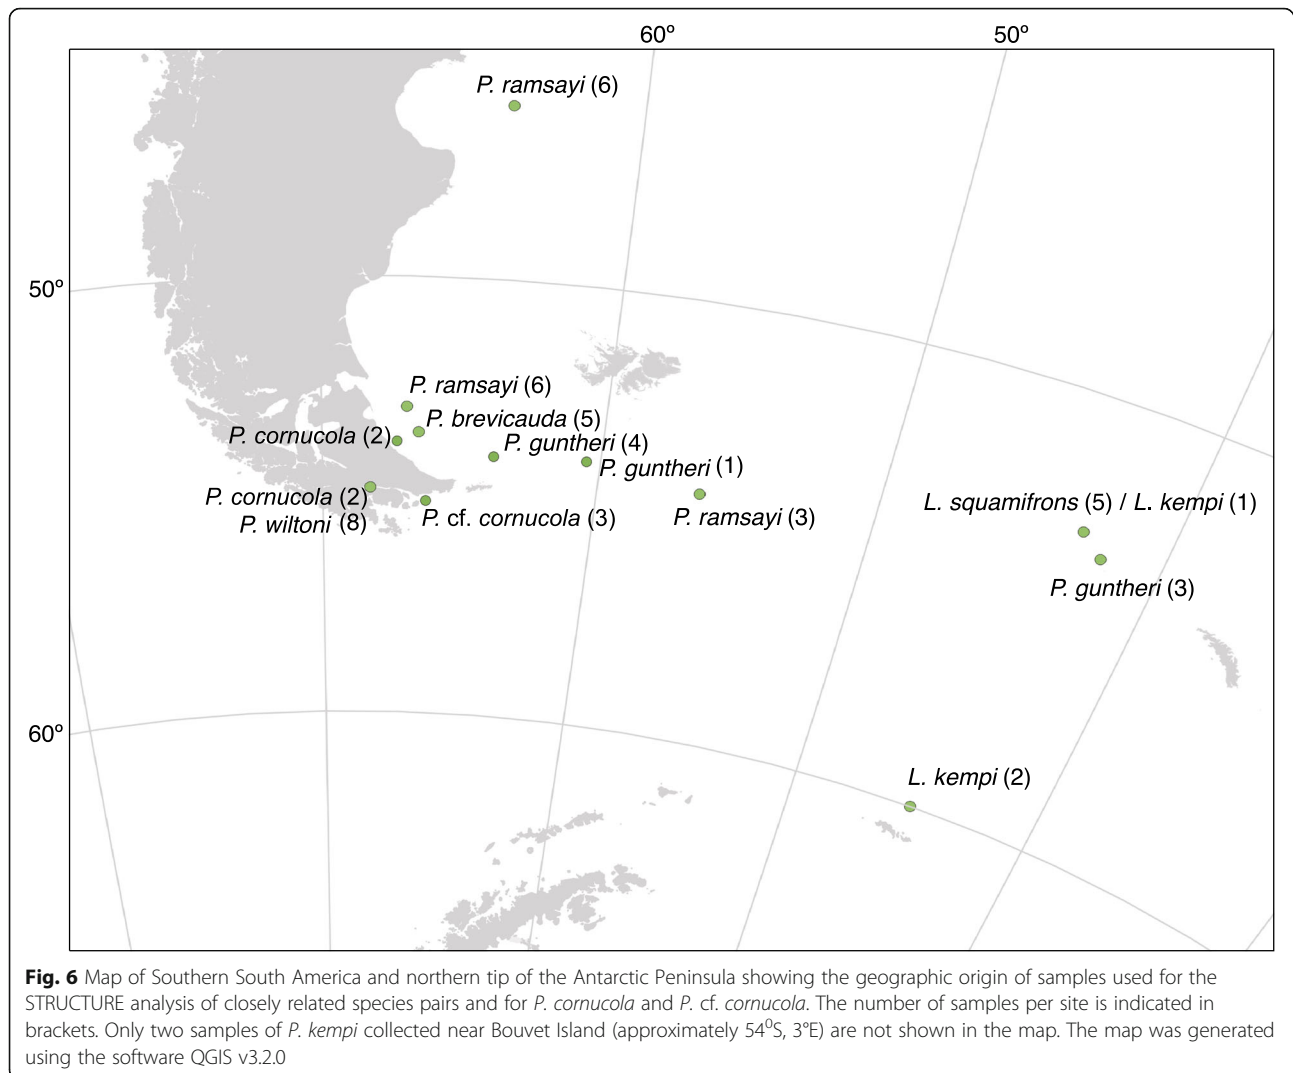 60º 50º
P. ramsayi (6)
50º
P. ramsayi (6)
P. brevicauda (5)
P. cornucola (2)
P. guntheri (4)
P. guntheri (1)
P. cornucola (2)
P. wiltoni (8)
P. cf. cornucola (3)
P. ramsayi (3)
L. squamifrons (5) / L. kempi (1)
P. guntheri (3)
60º
L. kempi (2)
Fig. 6 Map of Southern South America and northern tip of the Antarctic Peninsula showing the geographic origin of samples used for the
STRUCTURE analysis of closely related species pairs and for P. cornucola and P. cf. cornucola. The number of samples per site is indicated in
brackets. Only two samples of P. kempi collected near Bouvet Island (approximately 54⁰S, 3°E) are not shown in the map. The map was generated
using the software QGIS v3.2.0